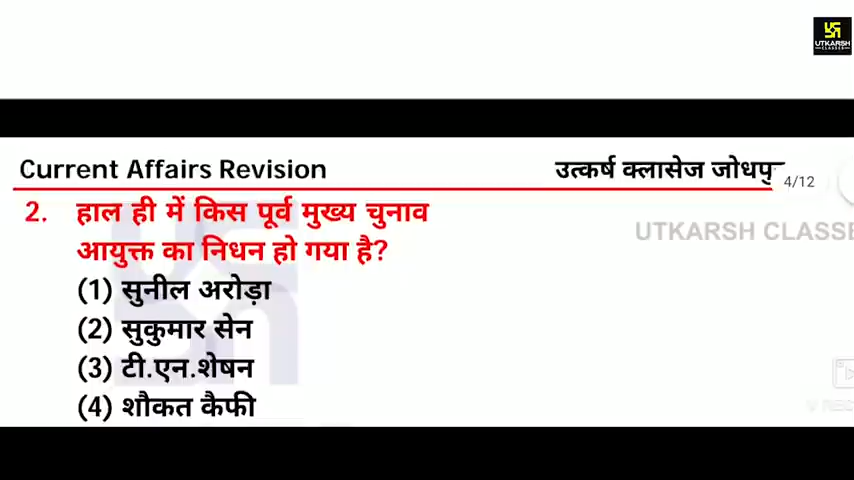 UTKARSH
CLASSES
Current Affairs Revision
उत्कर्ष क्लासेज जोधपु
4/12
2. हाल ही में किस पूर्व मुख्य चुनाव
आयुक्त का निधन हो गया है?
UTKARSH CLASSE
(1) सुनील अरोड़ा
(2) सुकुमार सेन
(3) टी.एन.शेषन
(4) शौकत कैफी